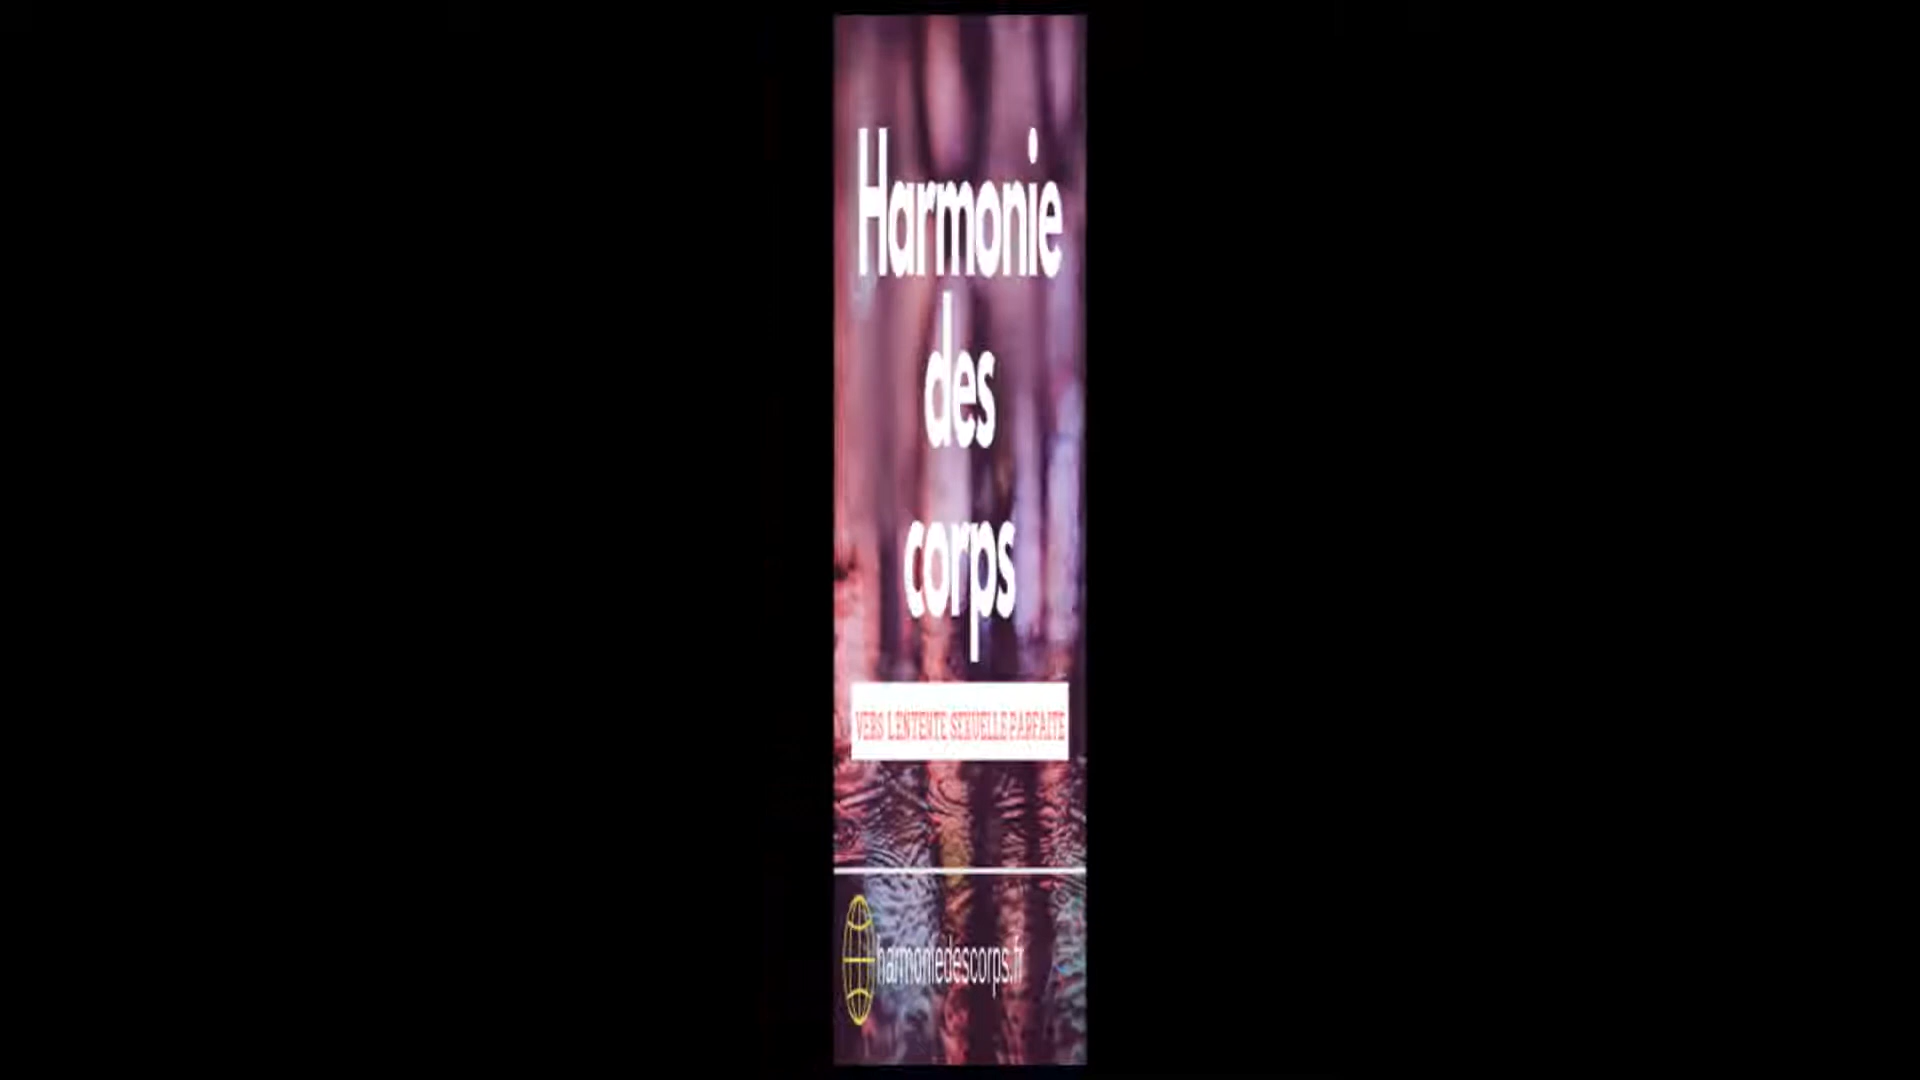 Harmonie
des
corps
VERS L'ENTENTE SEXUELLE PARFAITE
harmoniedescorps.fr